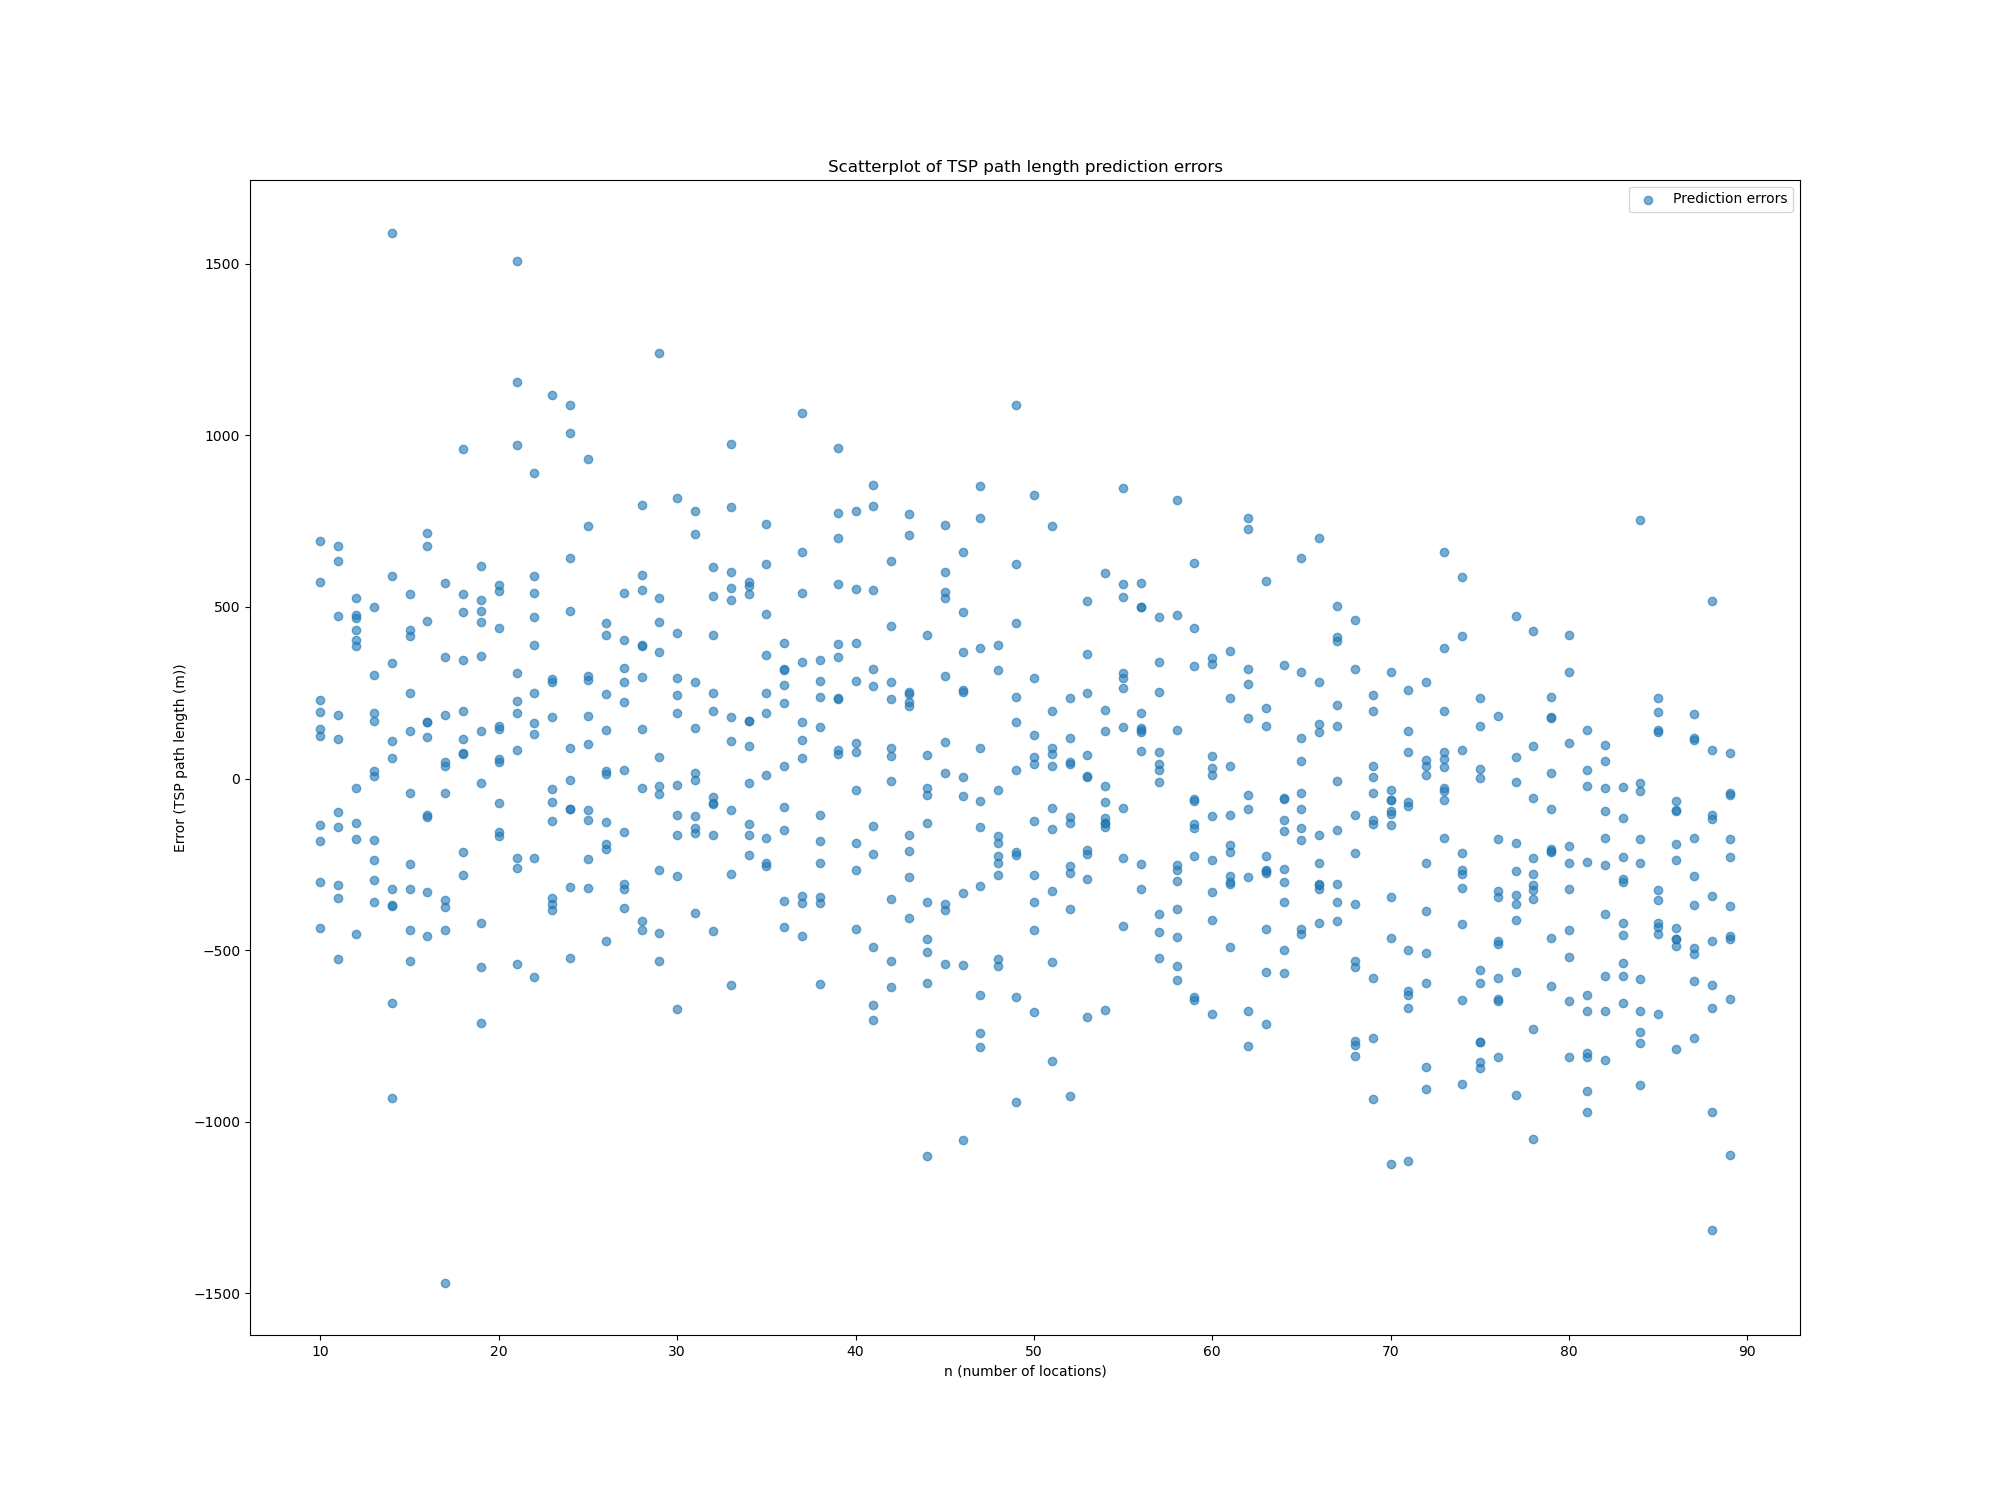 Scatterplot of TSP path length prediction errors
Prediction errors
1500
1000
500
0
−500
−1000
−1500
Error (TSP path length (m))
10 20 30 40 50 60 70 80 90
n (number of locations)